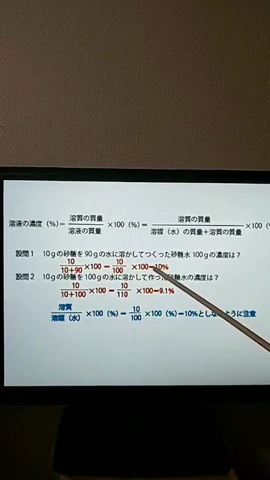 溶液の濃度（%）＝ 溶質の質量/溶液の質量 ×100（%）＝ 溶質の質量/溶媒（水）の質量＋溶質の質量 ×100（%
設問1　10gの砂糖を90gの水に溶かしてつくった砂糖水 100gの濃度は？
10/10+90 ×100 = 10/100 ×100=10%
設問2　10gの砂糖を100gの水に溶かして作った砂糖水の濃度は？
10/10+100 ×100 = 10/110 ×100=9.1%
溶質/溶媒（水） ×100（%）= 10/100 ×100（%）=10%としないように注意